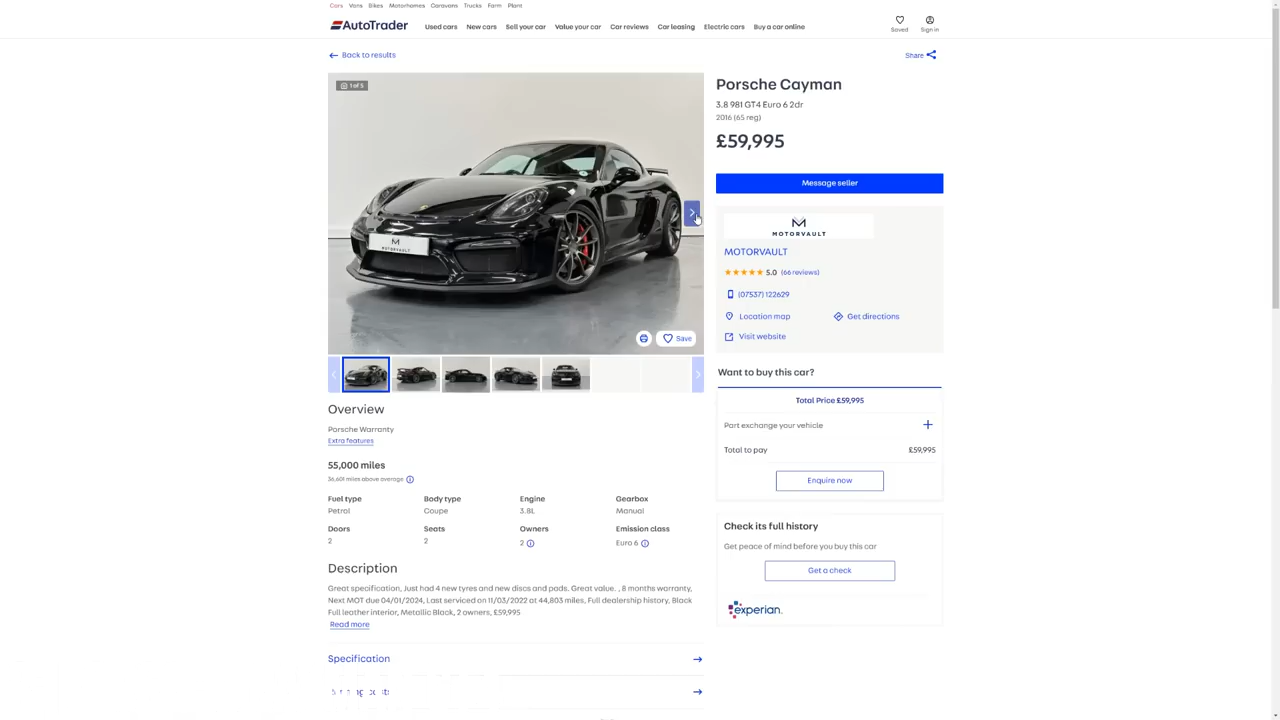 Cars Vans Bikes Motorhomes Caravans Trucks Farm Plant
AutoTrader
Used cars New cars Sell your car Value your car Car reviews Car leasing Electric cars Buy a car online
Saved Sign in
Back to results
Share
1 of 5
Porsche Cayman
3.8 981 GT4 Euro 6 2dr
2016 (65 reg)
£59,995
Message seller
M
MOTORVAULT
M
MOTORVAULT
MOTORVAULT
5.0 (66 reviews)
(07537) 122629
Location map Get directions
Visit website
Save
Want to buy this car?
Total Price £59,995
Part exchange your vehicle
Total to pay £59,995
Enquire now
Overview
Porsche Warranty
Extra features
55,000 miles
36,601 miles above average
Fuel type Body type Engine Gearbox
Petrol Coupe 3.8L Manual
Doors Seats Owners Emission class
2 2 2 Euro 6
Check its full history
Get peace of mind before you buy this car
Get a check
experian.
Description
Great specification, Just had 4 new tyres and new discs and pads. Great value. , 8 months warranty,
Next MOT due 04/01/2024, Last serviced on 11/03/2022 at 44,803 miles, Full dealership history, Black
Full leather interior, Metallic Black, 2 owners, £59,995
Read more
Specification